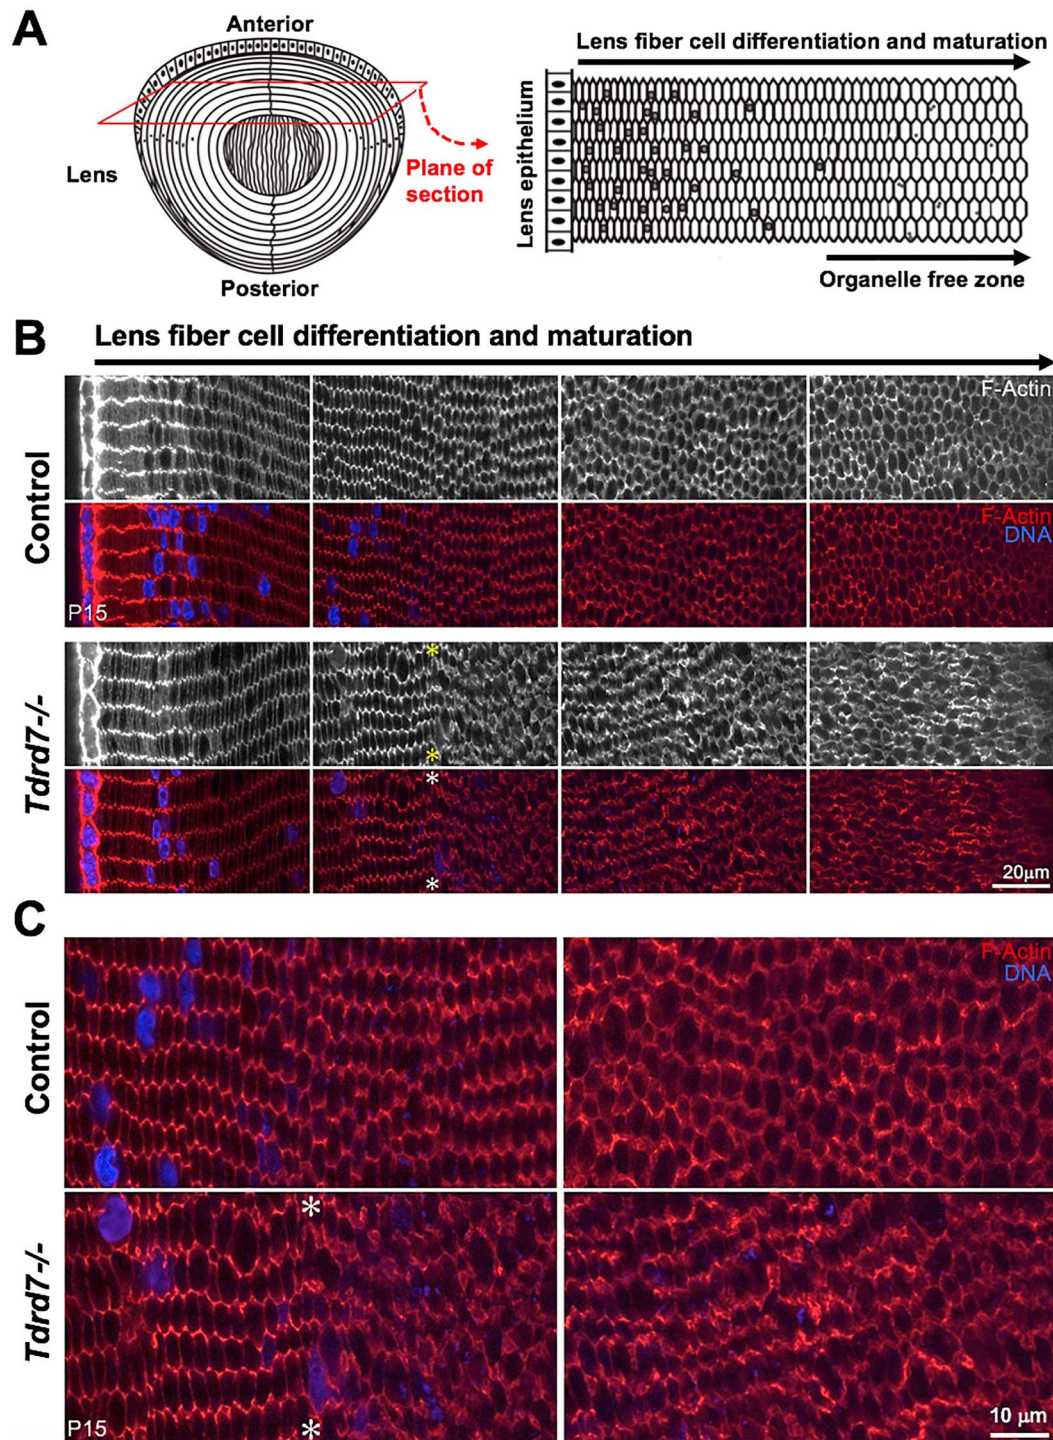 A
Anterior
Lens
Posterior
Plane of
section
Lens fiber cell differentiation and maturation
Lens epithelium
Organelle free zone
B
Lens fiber cell differentiation and maturation
Control
F-Actin
F-Actin
DNA
P15
Tdrd7-/-
*
*
*
*
20μm
C
Control
F-Actin
DNA
Tdrd7-/-
*
*
P15
10 μm